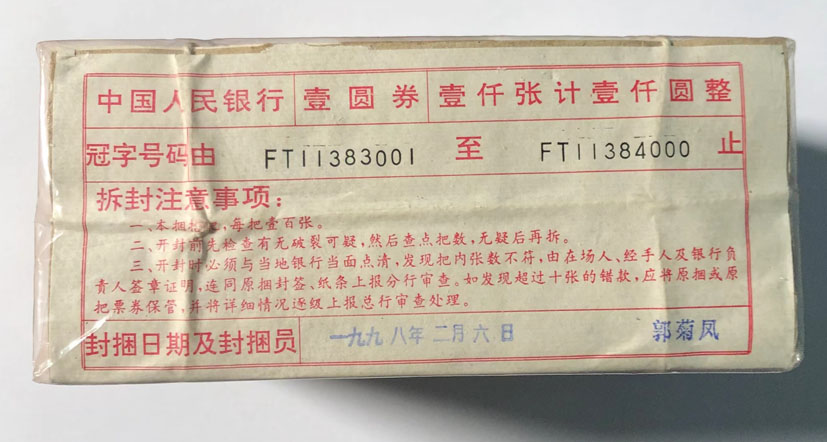 中国人民银行 壹圆券 壹仟张计壹仟圆整
冠字号码由 FT11383001 至 FT11384000 止
拆封注意事项：
一、本捆拾把，每把壹百张。
二、开封前先检查有无破裂可疑，然后查点把数，无疑后再拆。
三、开封时必须与当地银行当面点清，发现把内张数不符，由在场人、经手人及银行负
责人签章证明，连同原捆封签、纸条上报分行审查。如发现超过十张的错款，应将原捆或原
把票券保管，并将详细情况逐级上报总行审查处理。
封捆日期及封捆员 一九九八年二月六日 郭菊凤